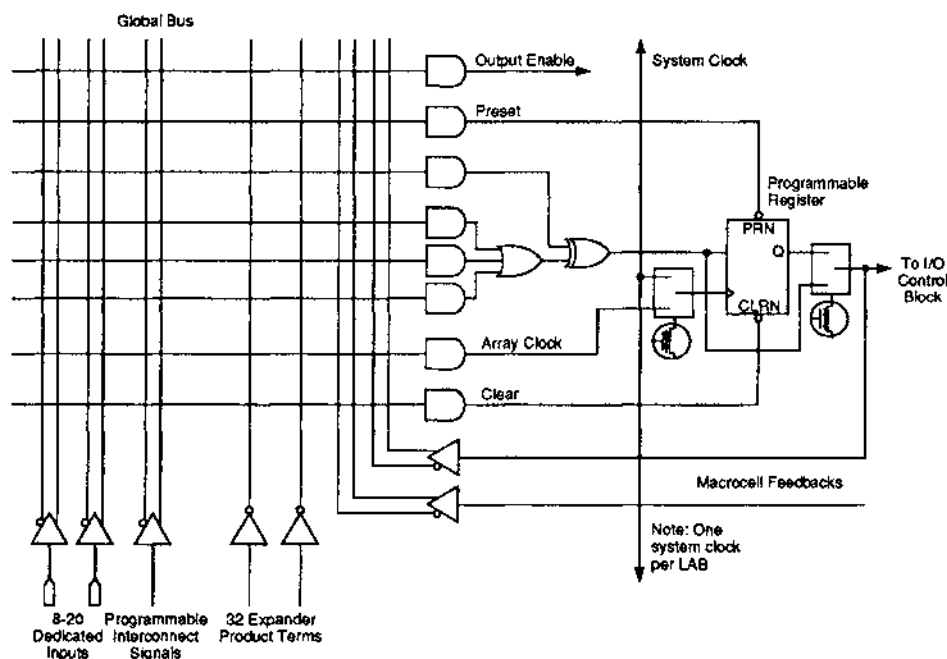 Global Bus
Output Enable
System Clock
Preset
Programmable
Register
PRN
Q
To I/O
Control
Block
CLRN
Array Clock
Clear
Macrocell Feedbacks
Note: One
system clock
per LAB
8-20
Dedicated
Inputs
Programmable
Interconnect
Signals
32 Expander
Product Terms